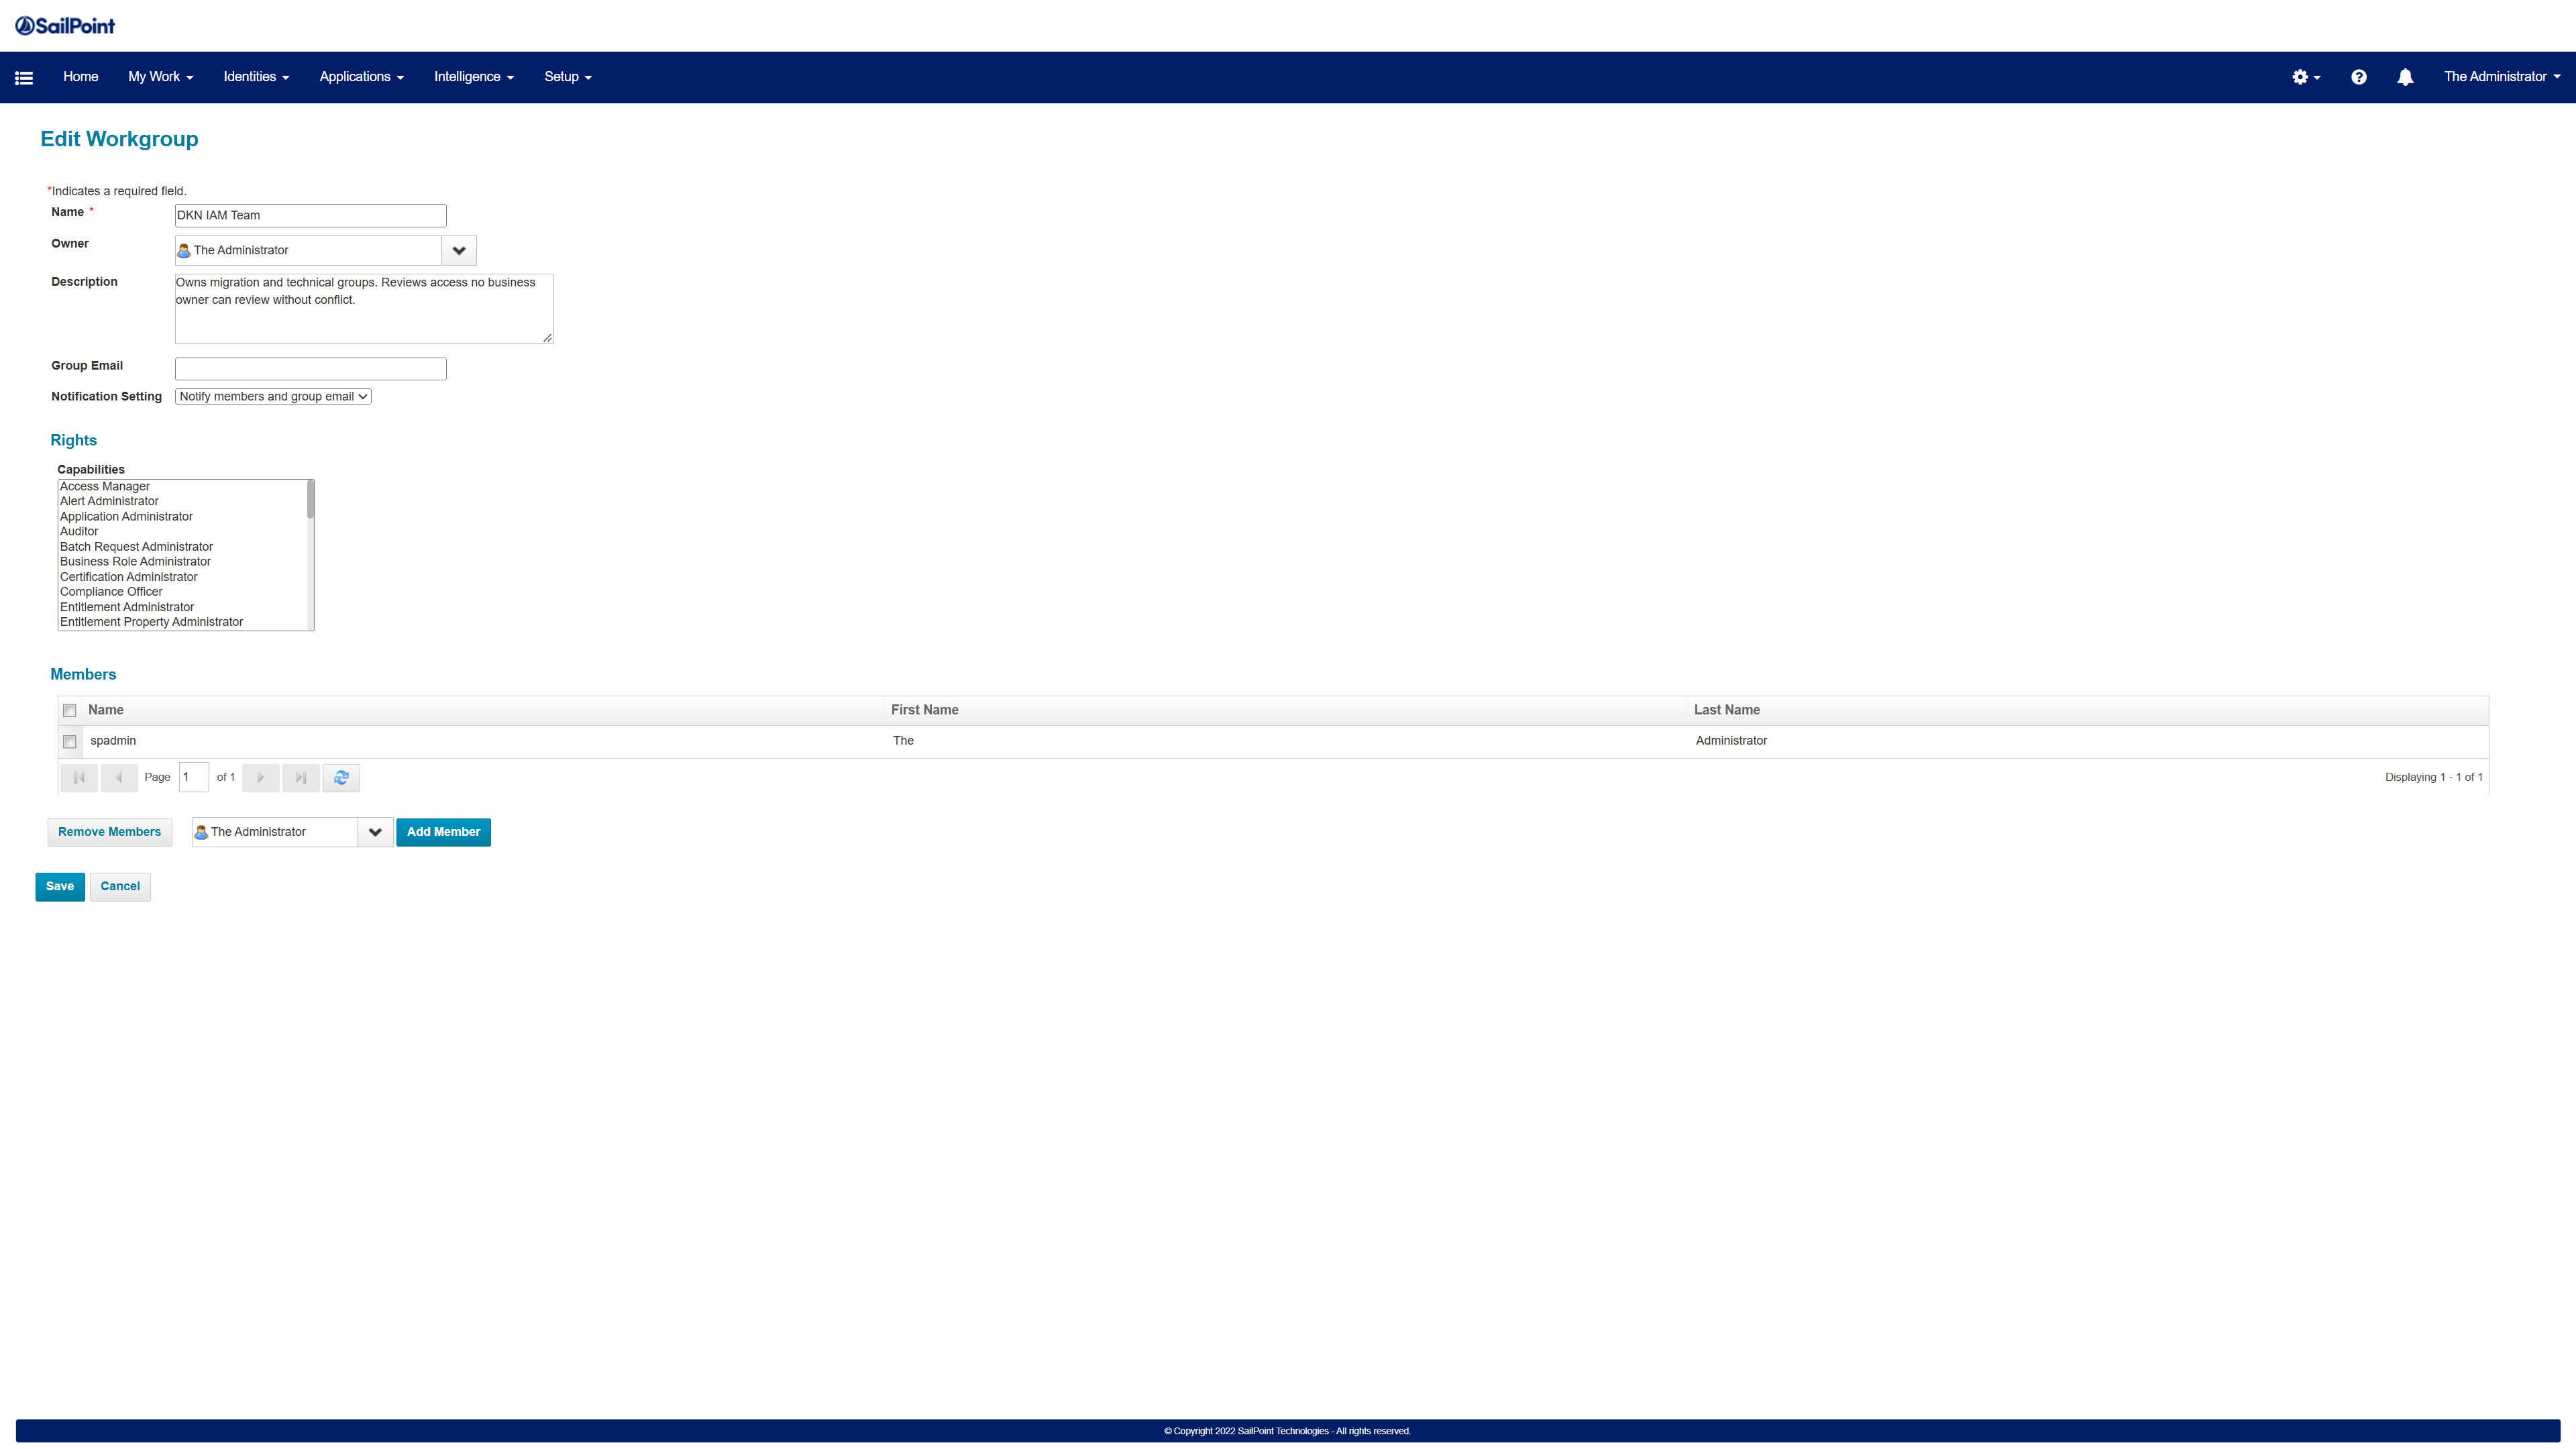 SailPoint
Home My Work Identities Applications Intelligence Setup The Administrator
Edit Workgroup
*Indicates a required field.
Name * DKN IAM Team
Owner The Administrator
Description Owns migration and technical groups. Reviews access no business
owner can review without conflict.
Group Email
Notification Setting Notify members and group email
Rights
Capabilities
Access Manager
Alert Administrator
Application Administrator
Auditor
Batch Request Administrator
Business Role Administrator
Certification Administrator
Compliance Officer
Entitlement Administrator
Entitlement Property Administrator
Members
Name First Name Last Name
spadmin The Administrator
Page 1 of 1 Displaying 1 - 1 of 1
Remove Members The Administrator Add Member
Save Cancel
© Copyright 2022 SailPoint Technologies - All rights reserved.